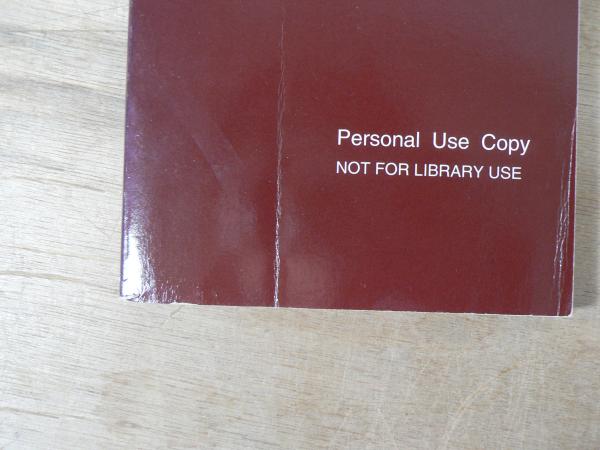 Personal Use Copy
NOT FOR LIBRARY USE